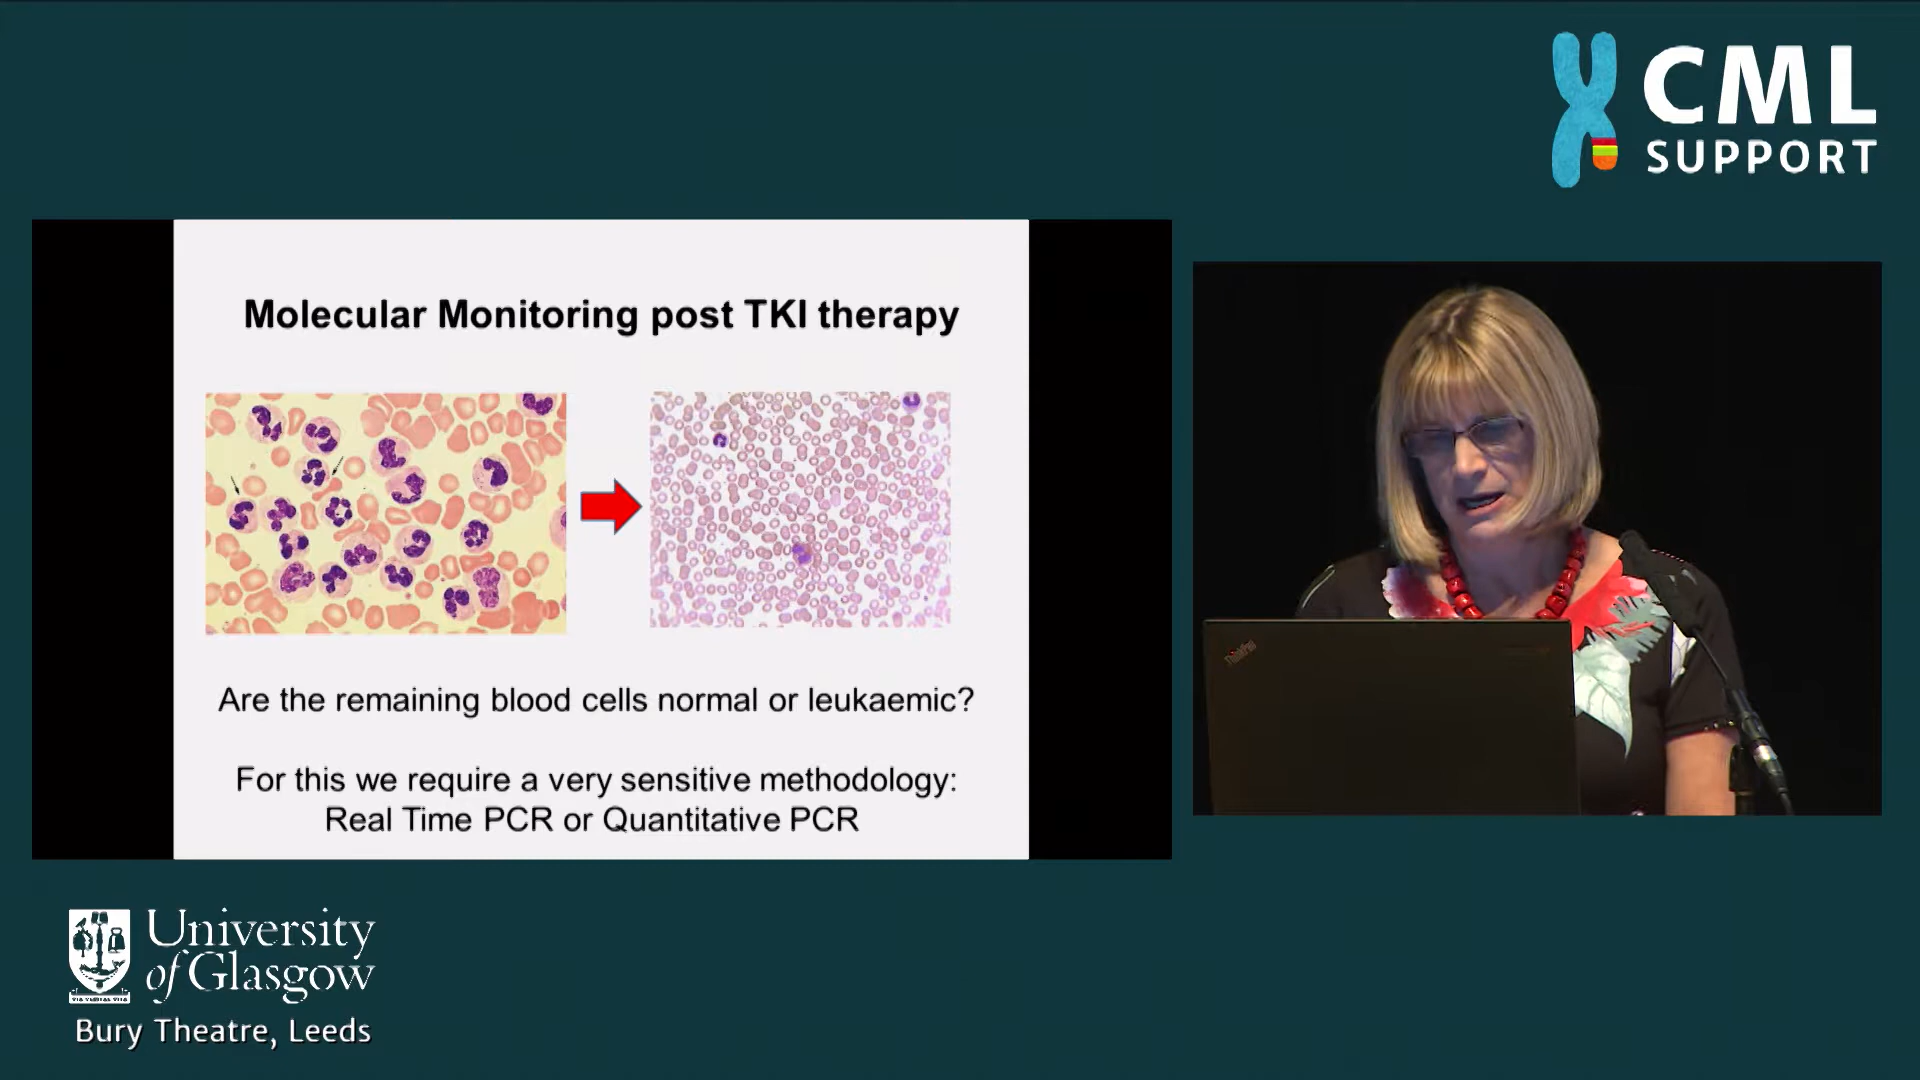 CML
SUPPORT
Molecular Monitoring post TKI therapy
Are the remaining blood cells normal or leukaemic?
For this we require a very sensitive methodology:
Real Time PCR or Quantitative PCR
ThinkPad
University
of Glasgow
Bury Theatre, Leeds